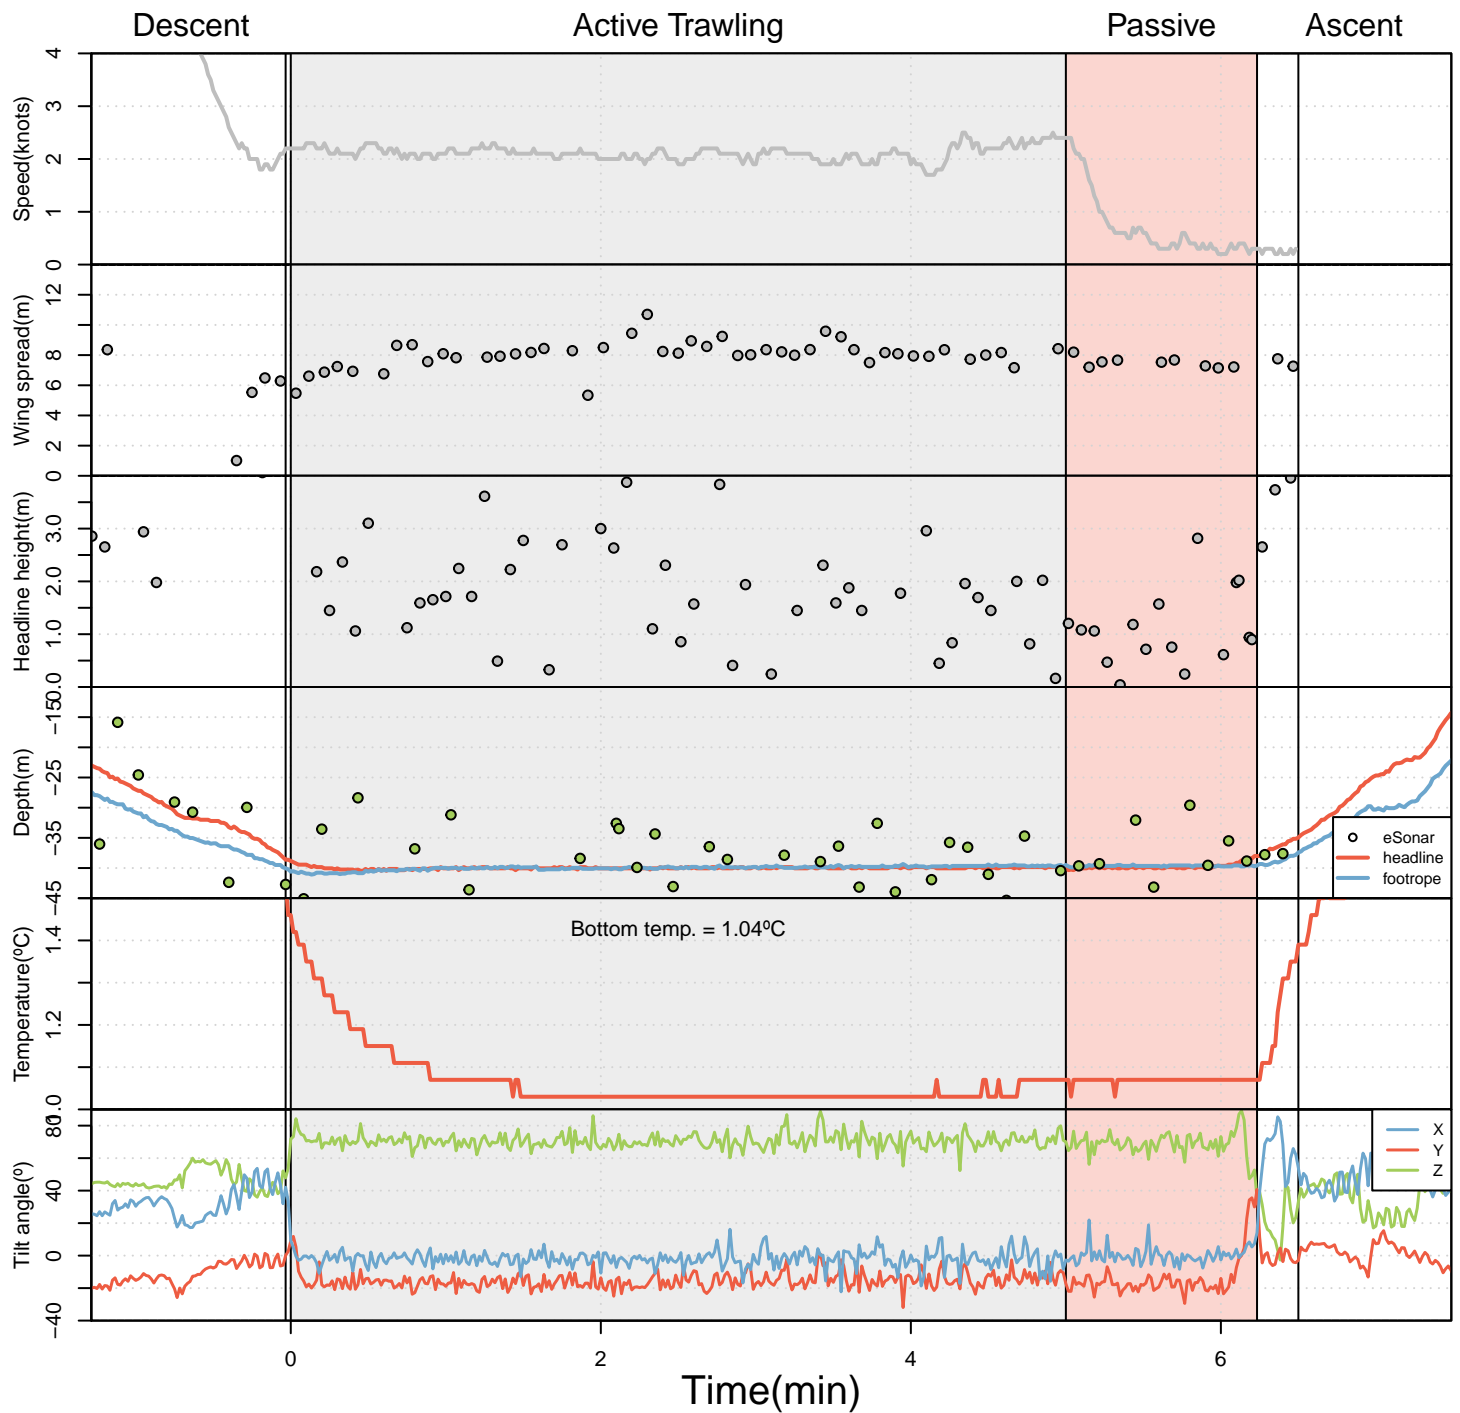 Descent Active Trawling Passive Ascent
Speed(knots)
4
3
2
1
0
Wing spread(m)
12
8
6
4
2
0
Headline height(m)
3.0
2.0
1.0
0.0
Depth(m)
−15
−25
−35
−45
eSonar
headline
footrope
Temperature(ºC)
1.4
1.2
1.0
Bottom temp. = 1.04ºC
Tilt angle(º)
80
40
0
−40
X
Y
Z
0 2 4 6
Time(min)